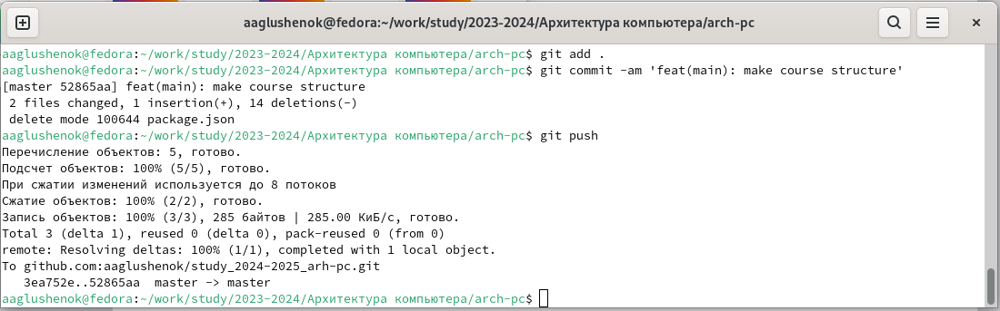 aaglushenok@fedora:~/work/study/2023-2024/Архитектура компьютера/arch-pc
aaglushenok@fedora:~/work/study/2023-2024/Архитектура компьютера/arch-pc$ git add .
aaglushenok@fedora:~/work/study/2023-2024/Архитектура компьютера/arch-pc$ git commit -am 'feat(main): make course structure'
[master 52865aa] feat(main): make course structure
 2 files changed, 1 insertion(+), 14 deletions(-)
 delete mode 100644 package.json
aaglushenok@fedora:~/work/study/2023-2024/Архитектура компьютера/arch-pc$ git push
Перечисление объектов: 5, готово.
Подсчет объектов: 100% (5/5), готово.
При сжатии изменений используется до 8 потоков
Сжатие объектов: 100% (2/2), готово.
Запись объектов: 100% (3/3), 285 байтов | 285.00 КиБ/с, готово.
Total 3 (delta 1), reused 0 (delta 0), pack-reused 0 (from 0)
remote: Resolving deltas: 100% (1/1), completed with 1 local object.
To github.com:aaglushenok/study_2024-2025_arh-pc.git
   3ea752e..52865aa  master -> master
aaglushenok@fedora:~/work/study/2023-2024/Архитектура компьютера/arch-pc$